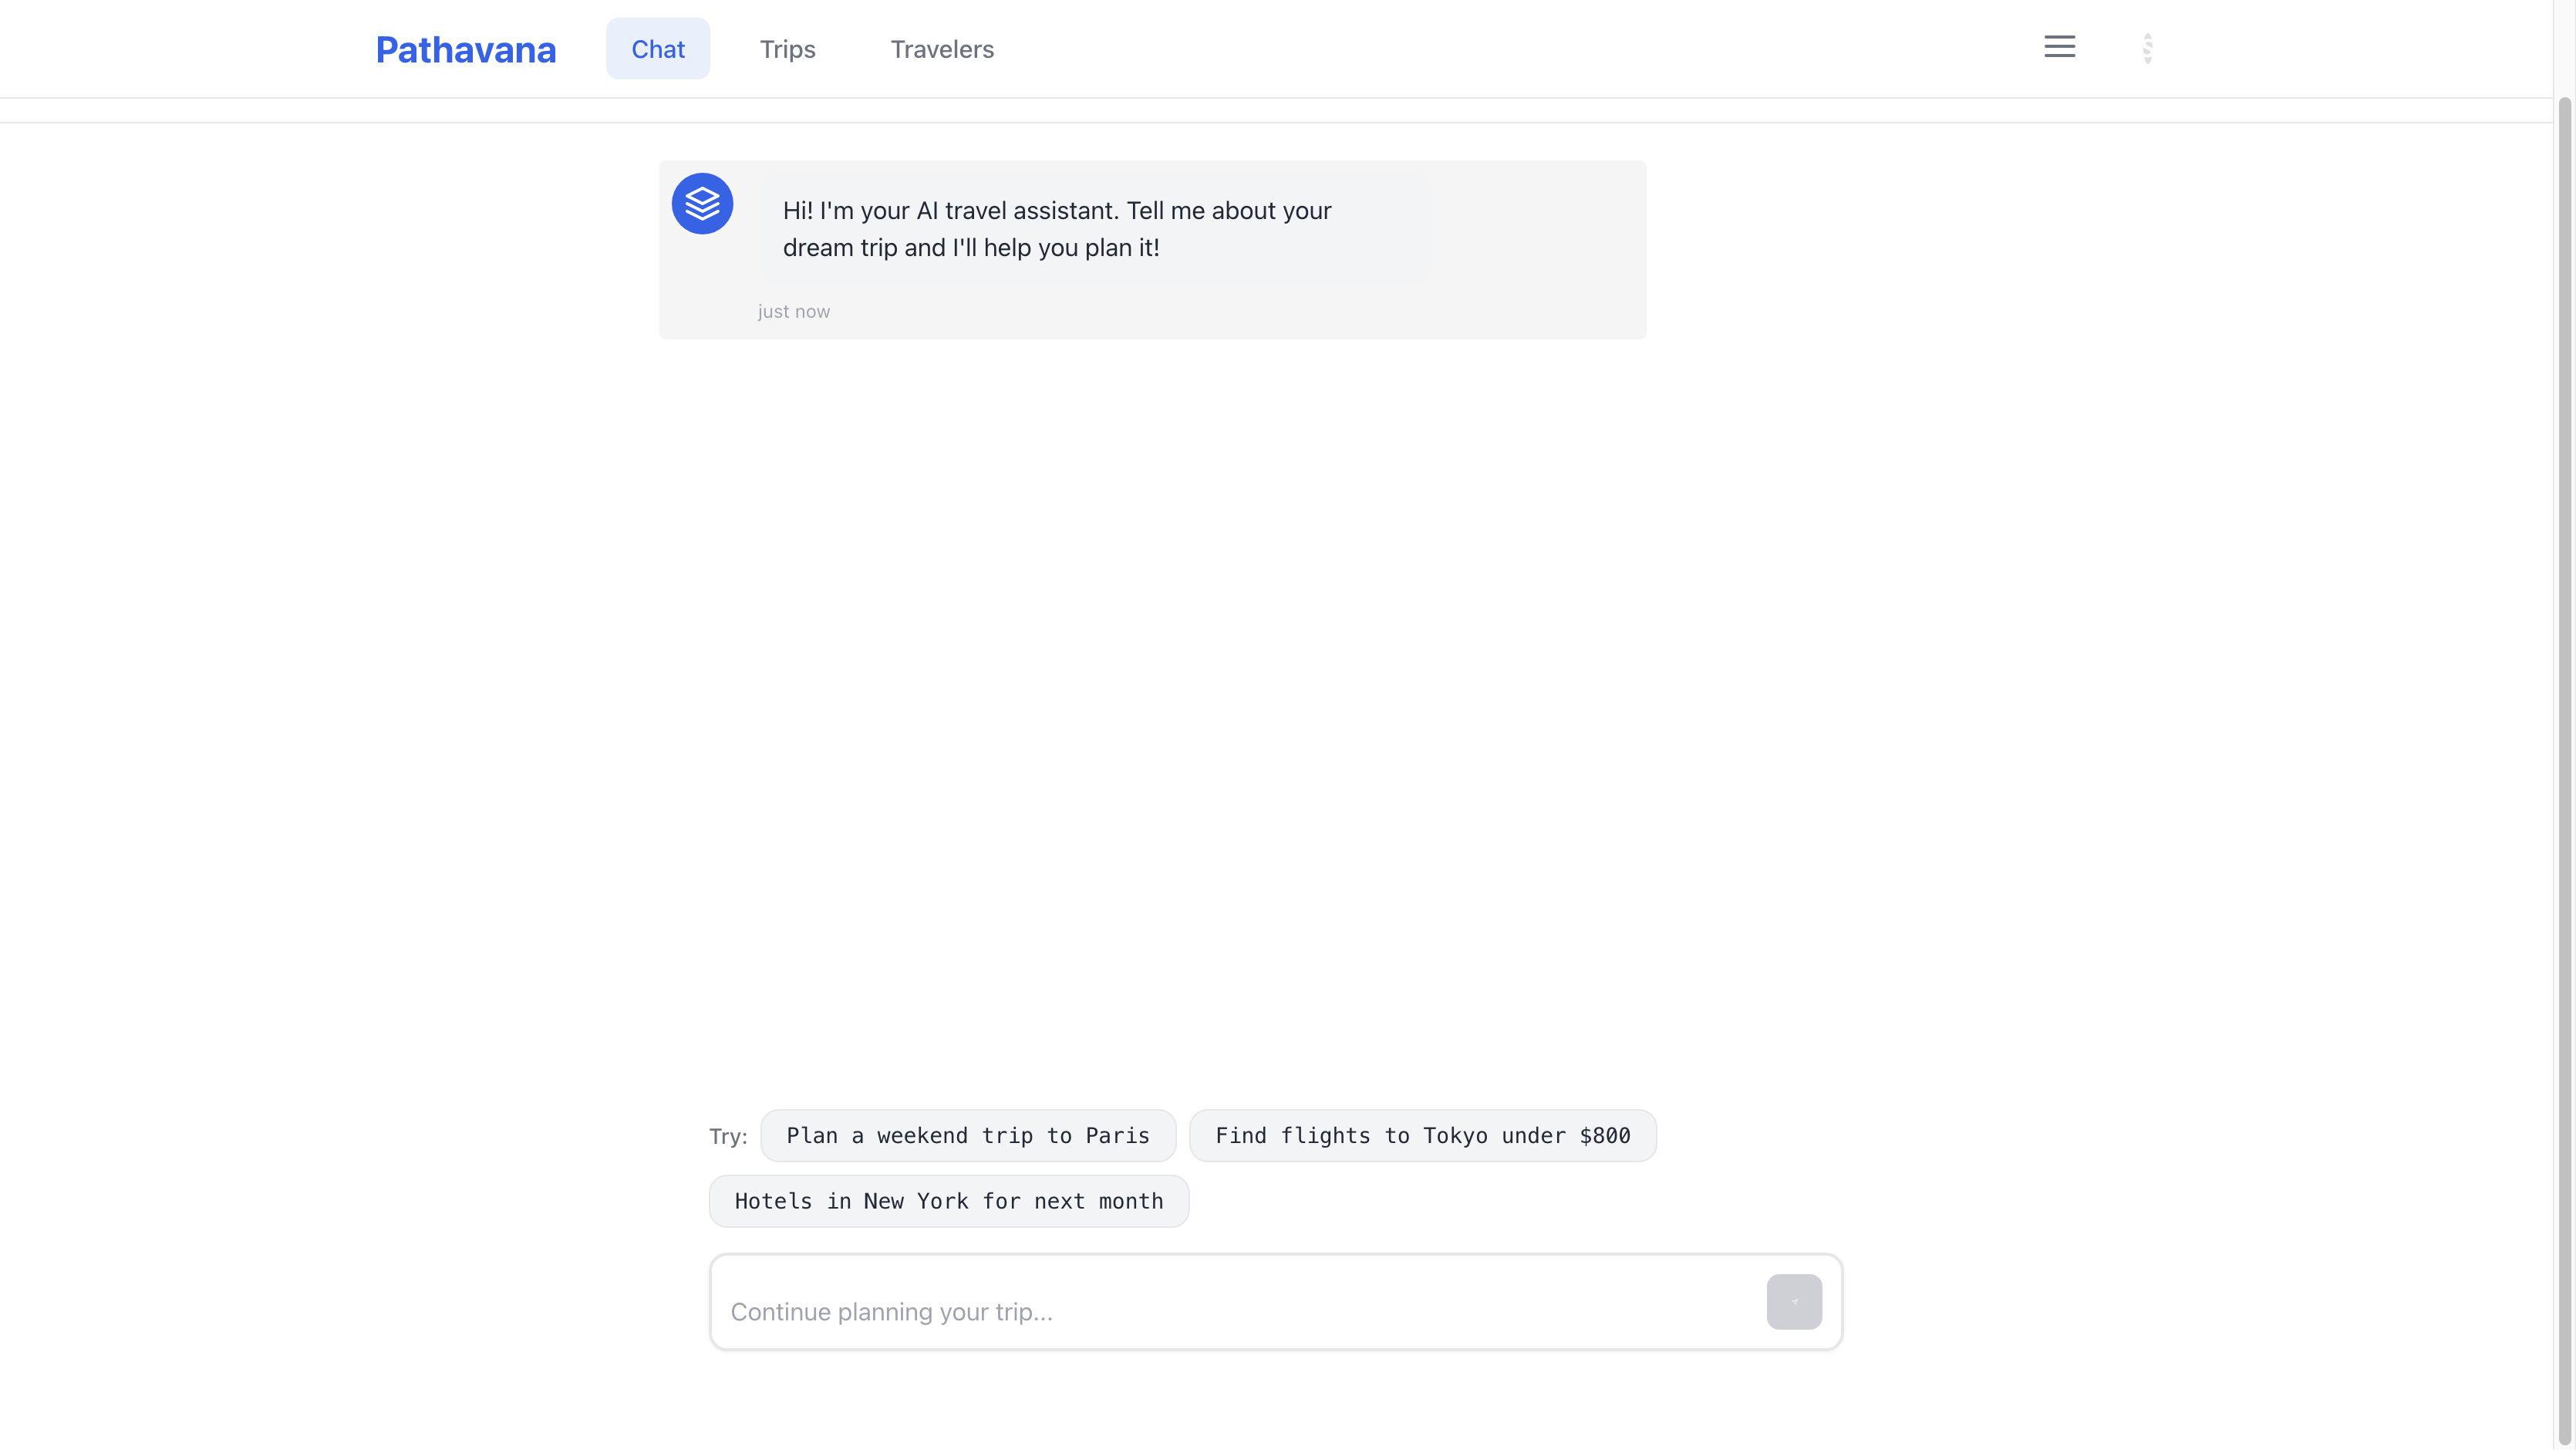 Pathavana Chat Trips Travelers
Hi! I'm your AI travel assistant. Tell me about your
dream trip and I'll help you plan it!
just now
Try: Plan a weekend trip to Paris Find flights to Tokyo under $800
Hotels in New York for next month
Continue planning your trip...